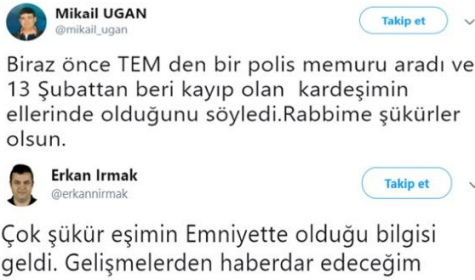 Mikail UGAN
@mikail_ugan
Takip et
Biraz önce TEM den bir polis memuru aradı ve
13 Şubattan beri kayıp olan kardeşimin
ellerinde olduğunu söyledi.Rabbime şükürler
olsun.
Erkan Irmak
@erkannirmak
Takip et
Çok şükür eşimin Emniyette olduğu bilgisi
geldi. Gelişmelerden haberdar edeceğim